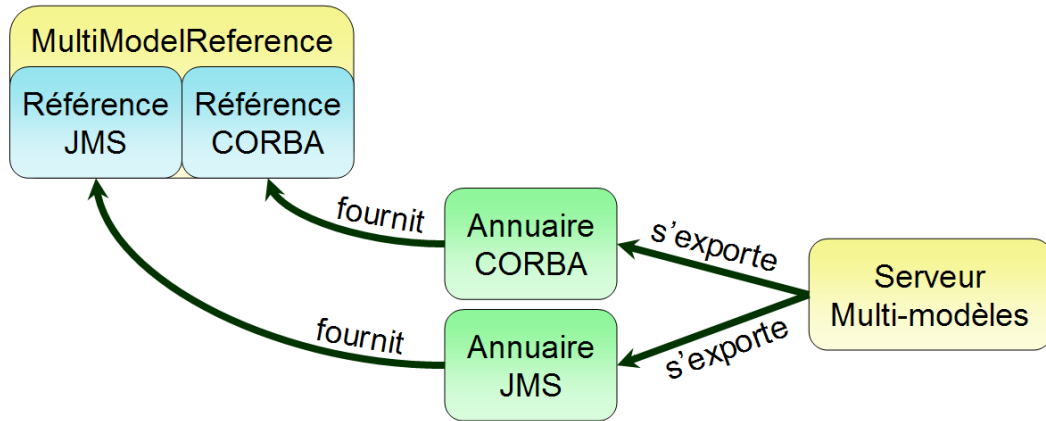 MultiModelReference
Référence
JMS
Référence
CORBA
fournit
Annuaire
CORBA
s'exporte
Serveur
Multi-modèles
fournit
Annuaire
JMS
s'exporte